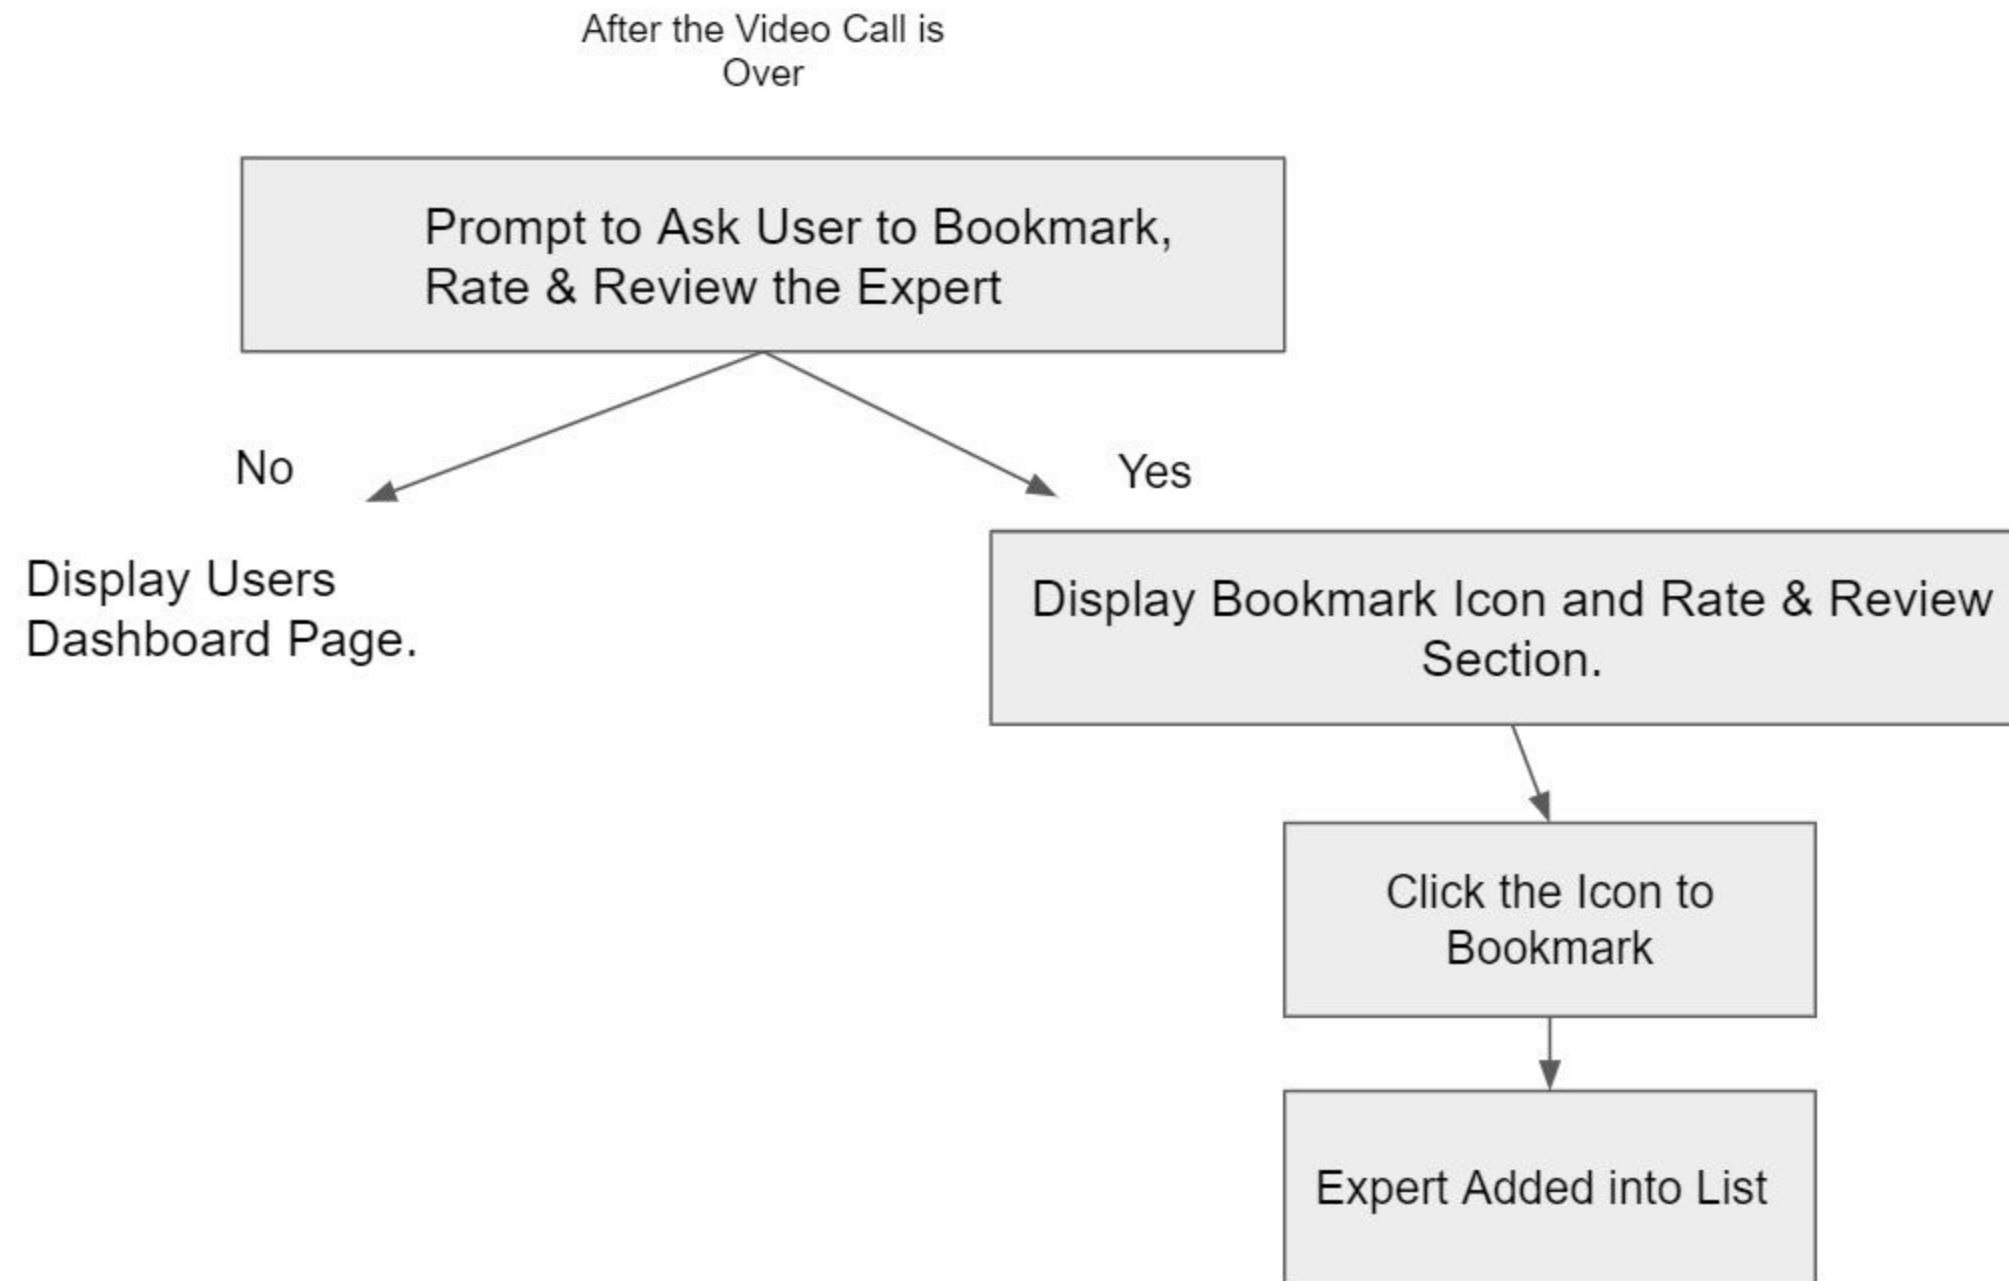 After the Video Call is
Over
Prompt to Ask User to Bookmark,
Rate & Review the Expert
No
Yes
Display Users
Dashboard Page.
Display Bookmark Icon and Rate & Review
Section.
Click the Icon to
Bookmark
Expert Added into List